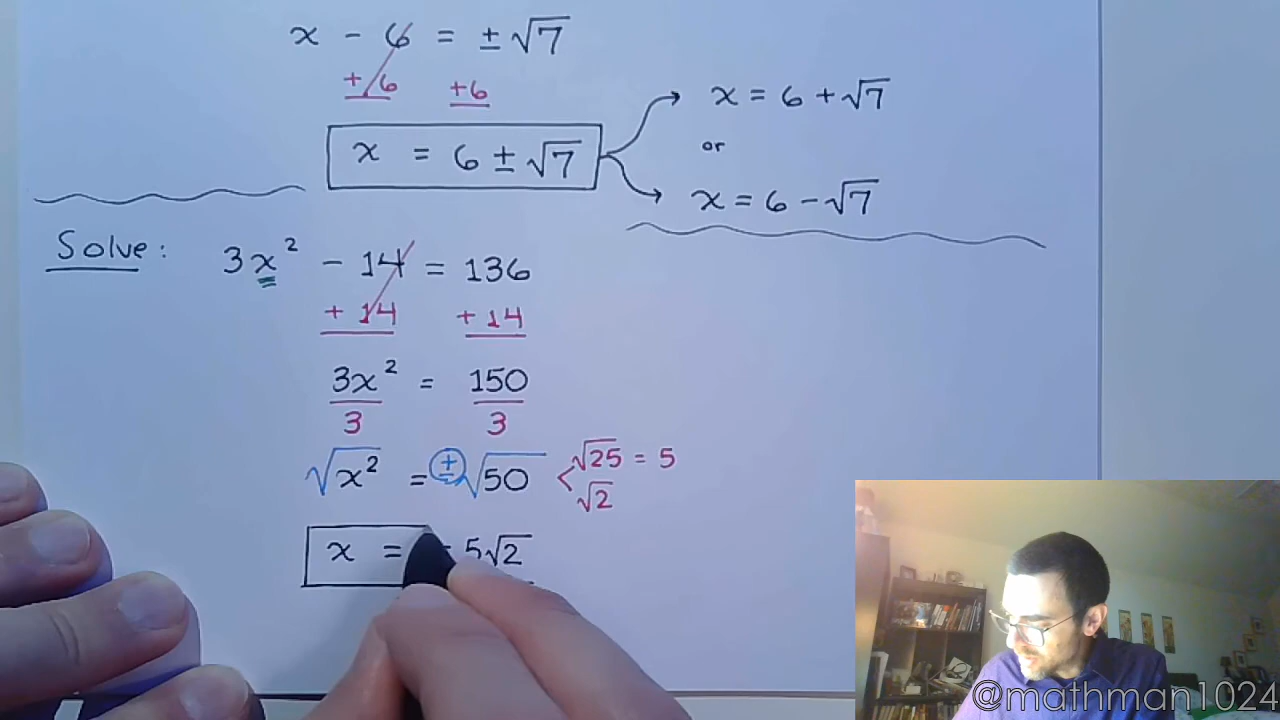 x - 6 = ± √7
+ 6 +6
x = 6 ± √7
x = 6 + √7
or
x = 6 - √7
Solve: 3x² - 14 = 136
+ 14 + 14
3x² = 150
3 3
√x² = ± √50 < √25 = 5
√2
x = 5√2
@mathman1024